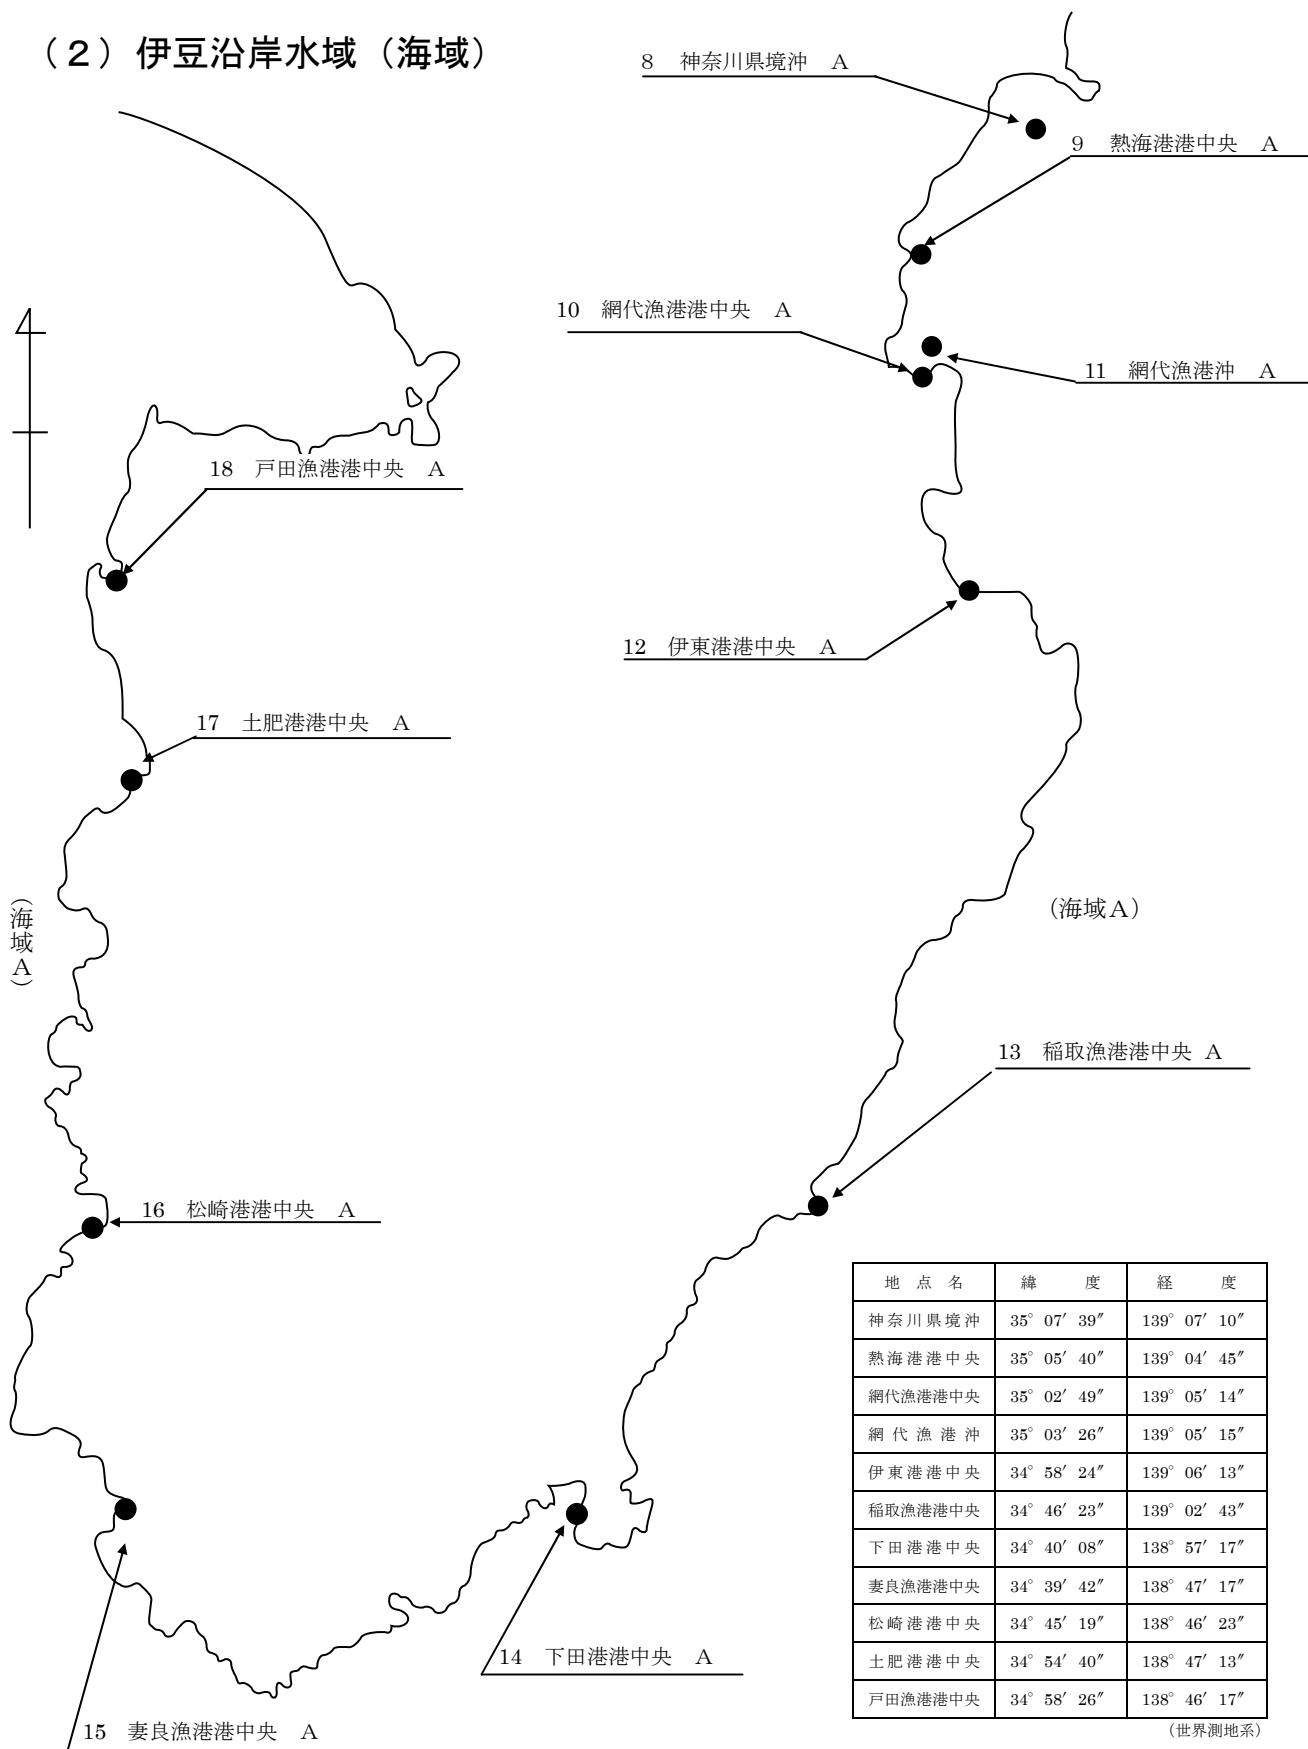 (2)伊豆沿岸水域(海域)
8 神奈川県境沖 A
9 熱海港港中央 A
10 網代漁港港中央 A
11 網代漁港沖 A
18 戸田漁港港中央 A
12 伊東港港中央 A
17 土肥港港中央 A
(海域A)
(海域A)
13 稲取漁港港中央 A
16 松崎港港中央 A
14 下田港港中央 A
15 妻良漁港港中央 A
地点名 緯度 経度
神奈川県境沖 35°07′39″ 139°07′10″
熱海港港中央 35°05′40″ 139°04′45″
網代漁港港中央 35°02′49″ 139°05′14″
網代漁港沖 35°03′26″ 139°05′15″
伊東港港中央 34°58′24″ 139°06′13″
稲取漁港港中央 34°46′23″ 139°02′43″
下田港港中央 34°40′08″ 138°57′17″
妻良漁港港中央 34°39′42″ 138°47′17″
松崎港港中央 34°45′19″ 138°46′23″
土肥港港中央 34°54′40″ 138°47′13″
戸田漁港港中央 34°58′26″ 138°46′17″
(世界測地系)